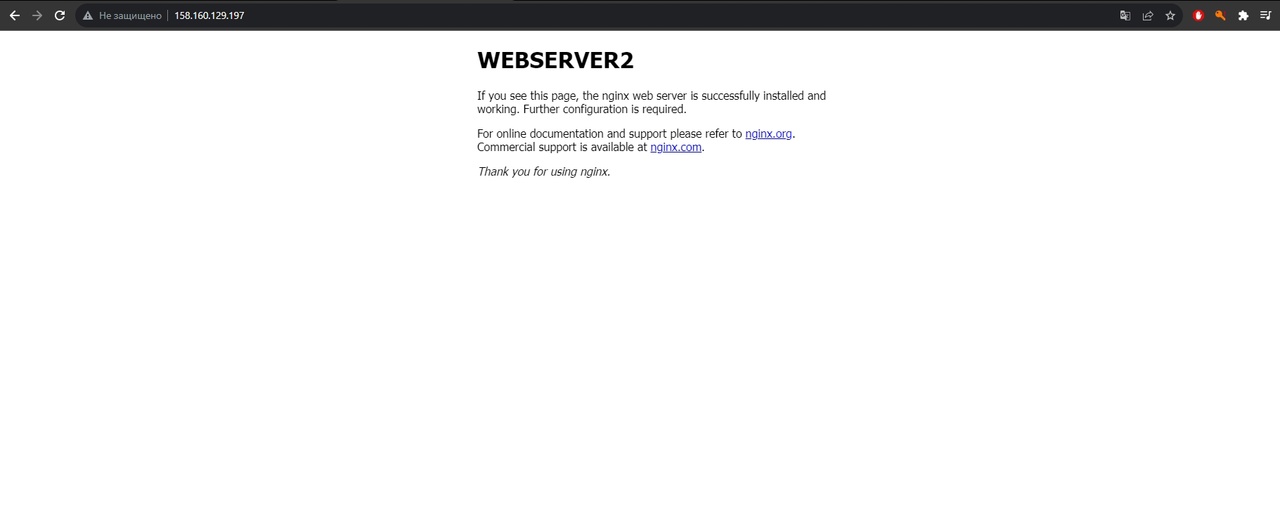 Не защищено
158.160.129.197
WEBSERVER2
If you see this page, the nginx web server is successfully installed and
working. Further configuration is required.
For online documentation and support please refer to nginx.org.
Commercial support is available at nginx.com.
Thank you for using nginx.